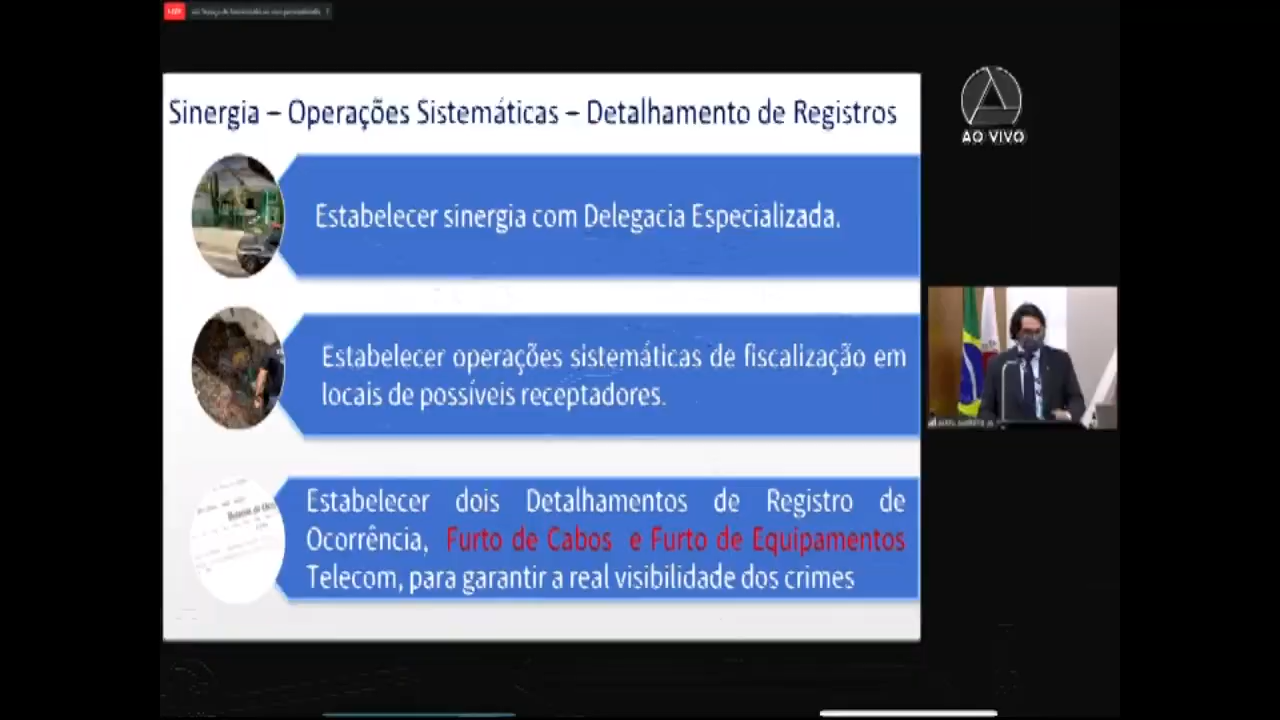 Sinergia – Operações Sistemáticas – Detalhamento de Registros
AO VIVO
Estabelecer sinergia com Delegacia Especializada.
Estabelecer operações sistemáticas de fiscalização em
locais de possíveis receptadores.
Estabelecer dois Detalhamentos de Registro de
Ocorrência, Furto de Cabos e Furto de Equipamentos
Telecom, para garantir a real visibilidade dos crimes